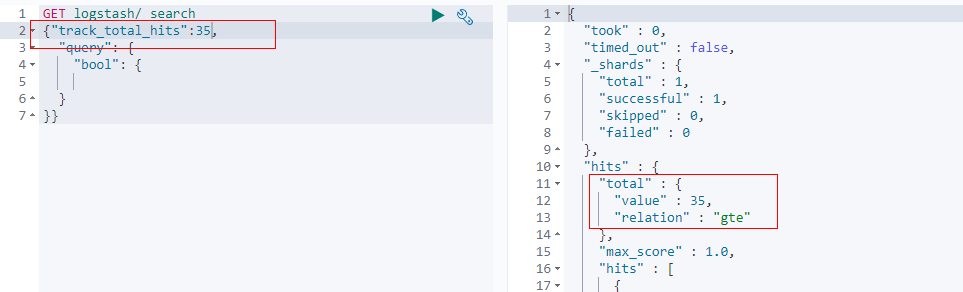 1 GET logstash/_search
2 {"track_total_hits":35,
3 "query": {
4 "bool": {
5
6 }
7 }}
1 {
2 "took" : 0,
3 "timed_out" : false,
4 "_shards" : {
5 "total" : 1,
6 "successful" : 1,
7 "skipped" : 0,
8 "failed" : 0
9 },
10 "hits" : {
11 "total" : {
12 "value" : 35,
13 "relation" : "gte"
14 },
15 "max_score" : 1.0,
16 "hits" : [
17 {